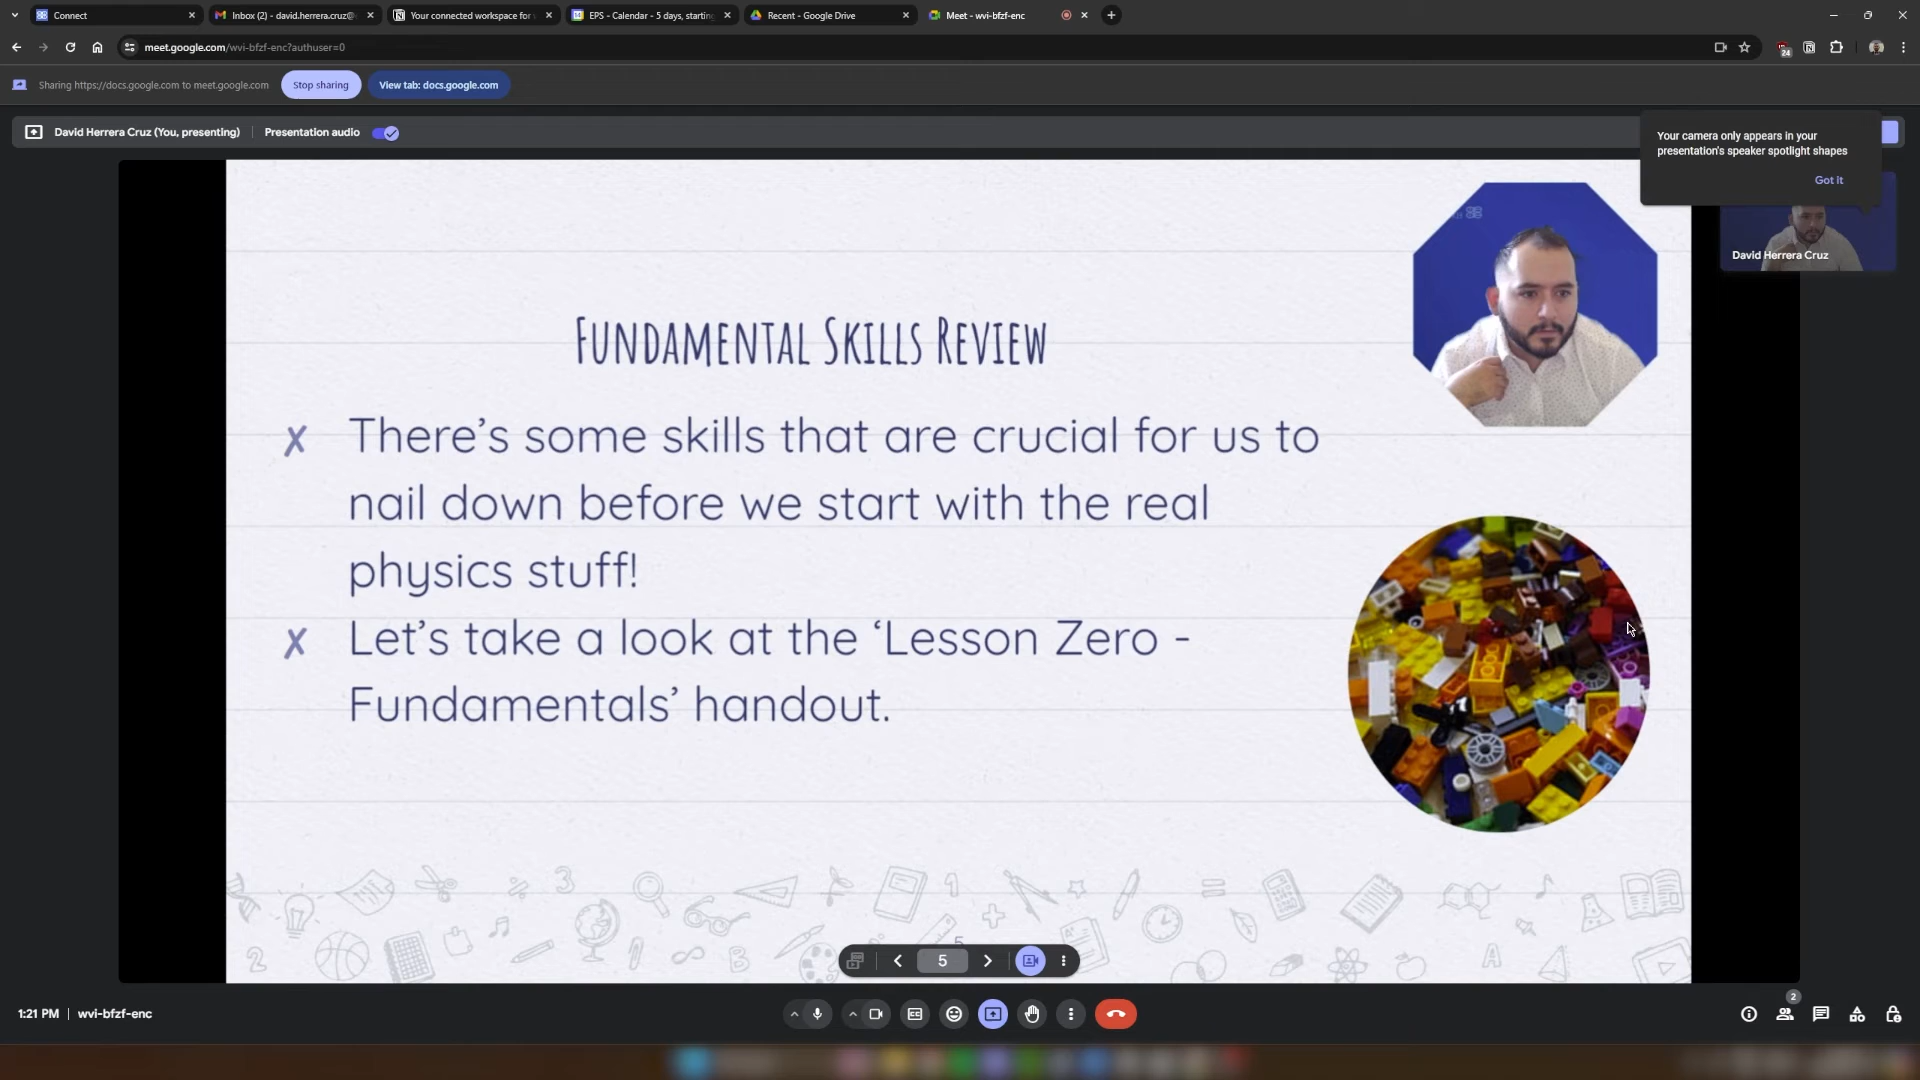 Connect
Inbox (2) - david.herrera.cruz@
Your connected workspace for
EPS - Calendar - 5 days, starting
Recent - Google Drive
Meet - wvi-bfzf-enc
meet.google.com/wvi-bfzf-enc?authuser=0
24
Sharing https://docs.google.com to meet.google.com
Stop sharing
View tab: docs.google.com
David Herrera Cruz (You, presenting)
Presentation audio
Your camera only appears in your
presentation's speaker spotlight shapes
Got it
David Herrera Cruz
Fundamental Skills Review
✗ There's some skills that are crucial for us to
nail down before we start with the real
physics stuff!
✗ Let's take a look at the ‘Lesson Zero -
Fundamentals’ handout.
5
1:21 PM | wvi-bfzf-enc
2